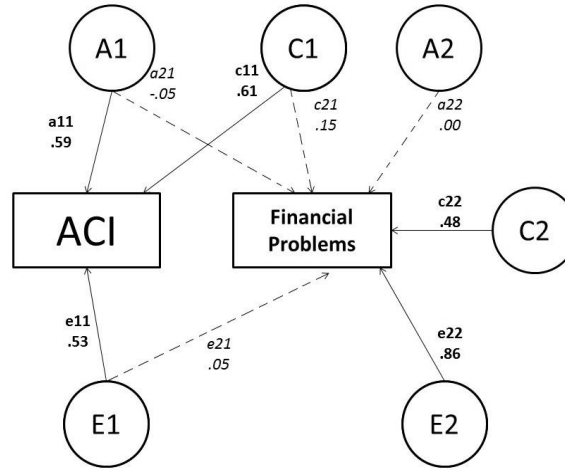 A1
C1
A2
a21
-.05
c11
.61
c21
.15
a22
.00
a11
.59
ACI
Financial
Problems
c22
.48
C2
e11
.53
e21
.05
e22
.86
E1
E2